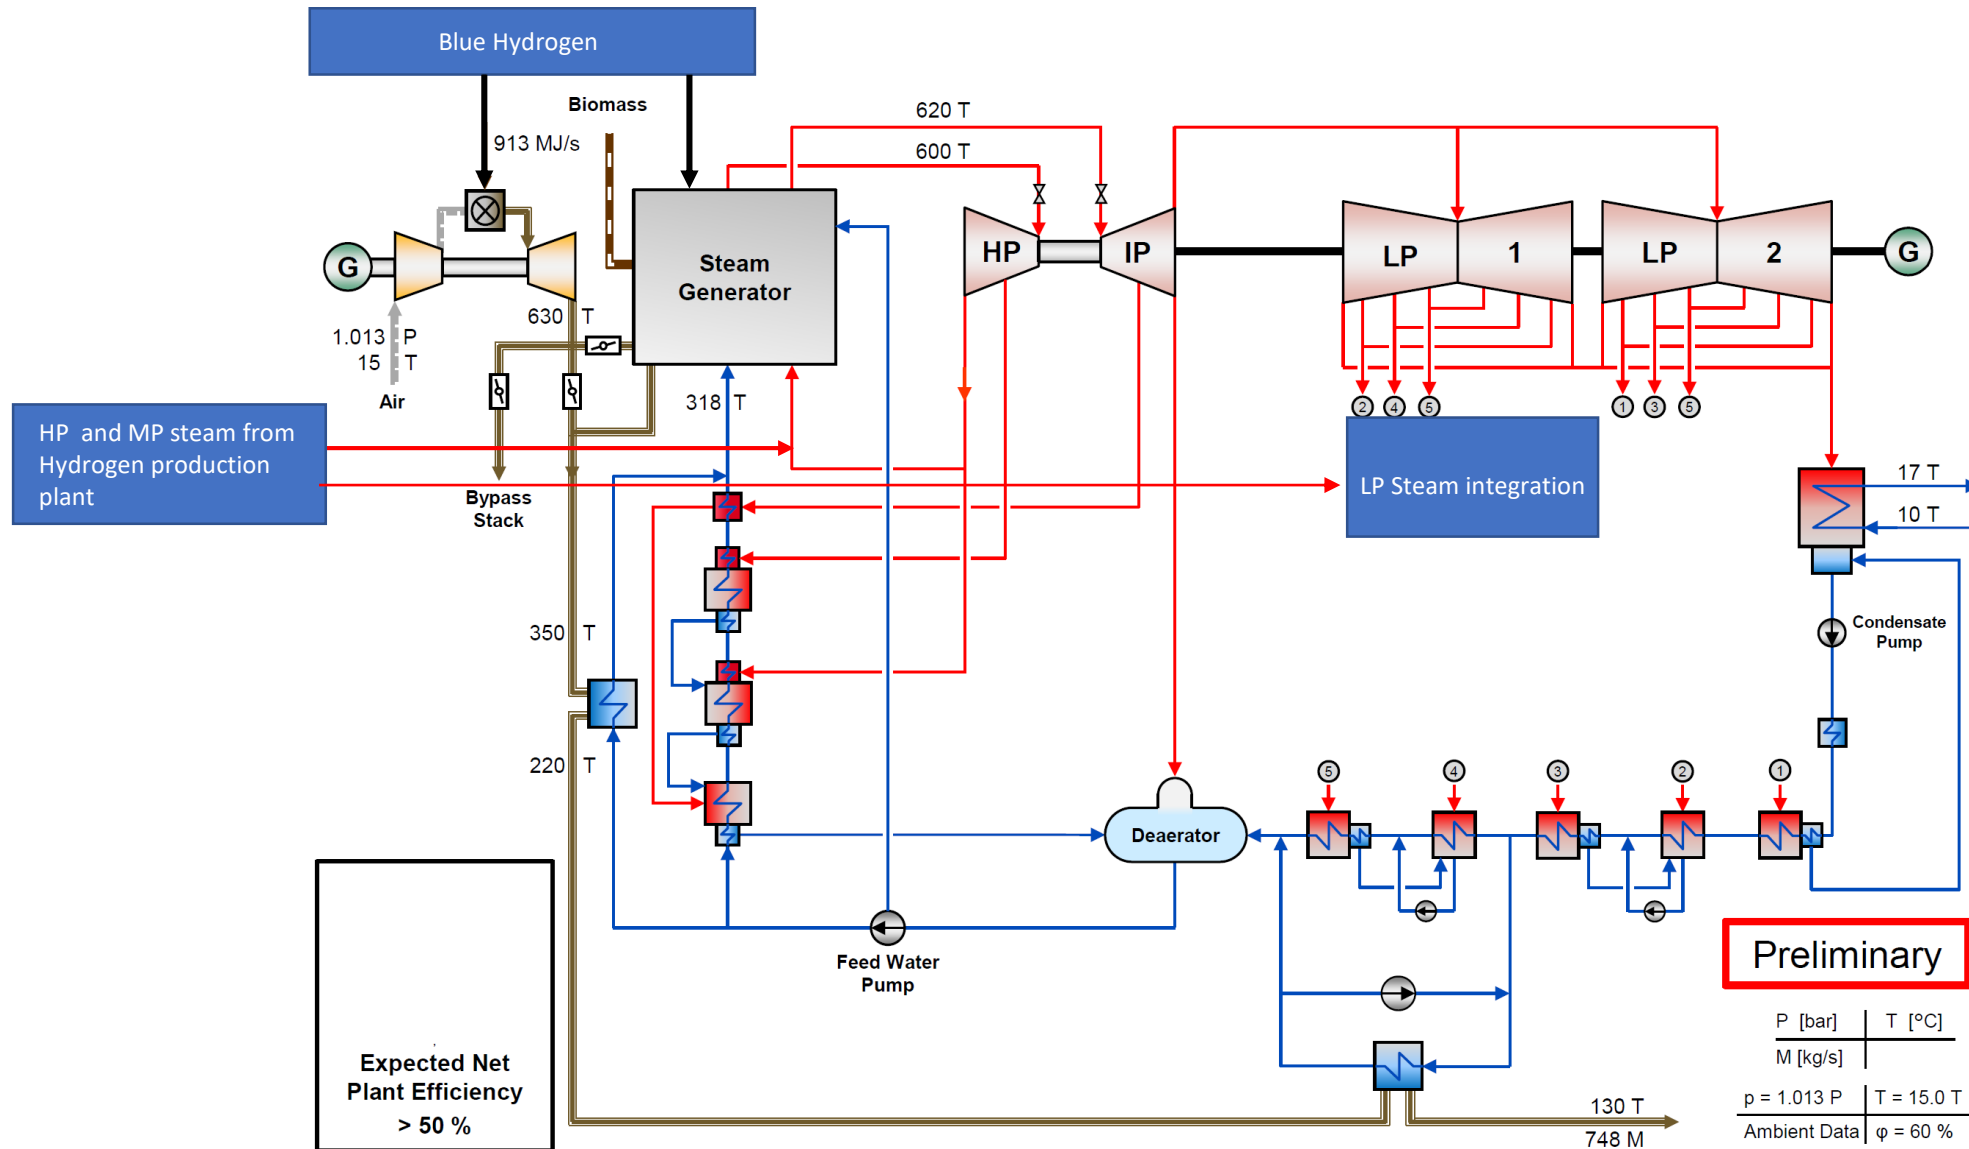 Blue Hydrogen
Biomass
913 MJ/s
620 T
600 T
G
Steam
Generator
HP
IP
LP
1
LP
2
G
630 T
1.013 P
15 T
Air
318 T
2
4
5
1
3
5
HP and MP steam from
Hydrogen production
plant
Bypass
Stack
LP Steam integration
17 T
10 T
Condensate
Pump
350 T
220 T
5
4
3
2
1
Deaerator
Feed Water
Pump
Preliminary
P [bar] T [°C]
M [kg/s]
p = 1.013 P T = 15.0 T
Ambient Data φ = 60 %
Expected Net
Plant Efficiency
> 50 %
130 T
748 M